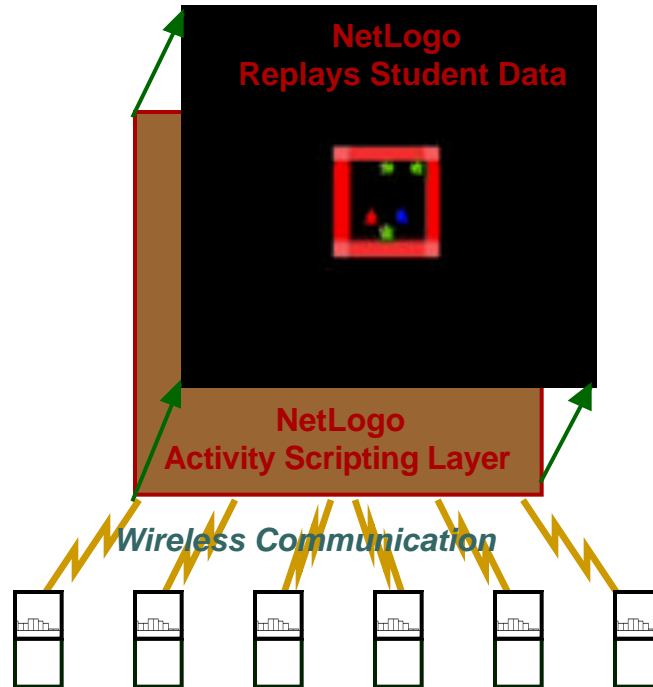 NetLogo
Replays Student Data
NetLogo
Activity Scripting Layer
Wireless Communication